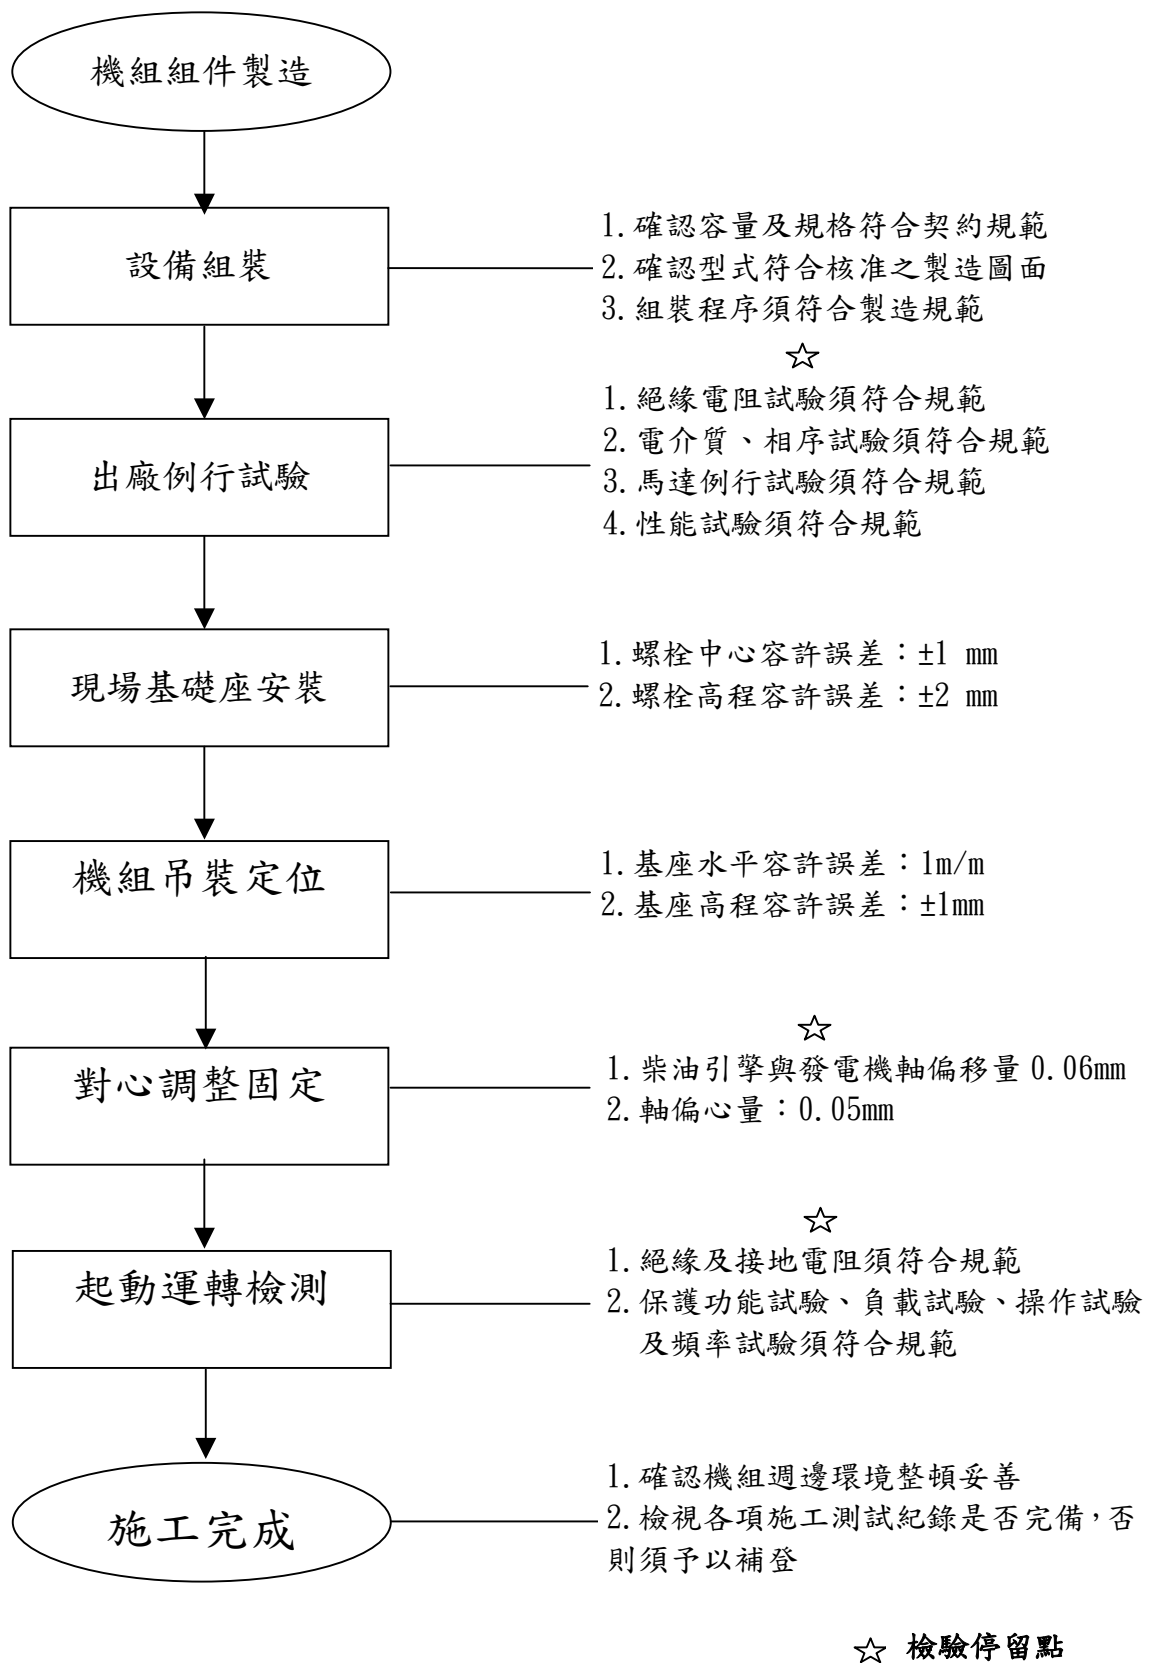 機組組件製造
設備組裝
1.確認容量及規格符合契約規範
2.確認型式符合核准之製造圖面
3.組裝程序須符合製造規範
☆
出廠例行試驗
1.絕緣電阻試驗須符合規範
2.電介質、相序試驗須符合規範
3.馬達例行試驗須符合規範
4.性能試驗須符合規範
現場基礎座安裝
1.螺栓中心容許誤差：±1 mm
2.螺栓高程容許誤差：±2 mm
機組吊裝定位
1.基座水平容許誤差：1m/m
2.基座高程容許誤差：±1mm
☆
對心調整固定
1.柴油引擎與發電機軸偏移量 0.06mm
2.軸偏心量：0.05mm
☆
起動運轉檢測
1.絕緣及接地電阻須符合規範
2.保護功能試驗、負載試驗、操作試驗
及頻率試驗須符合規範
施工完成
1.確認機組週邊環境整頓妥善
2.檢視各項施工測試紀錄是否完備，否
則須予以補登
☆ 檢驗停留點